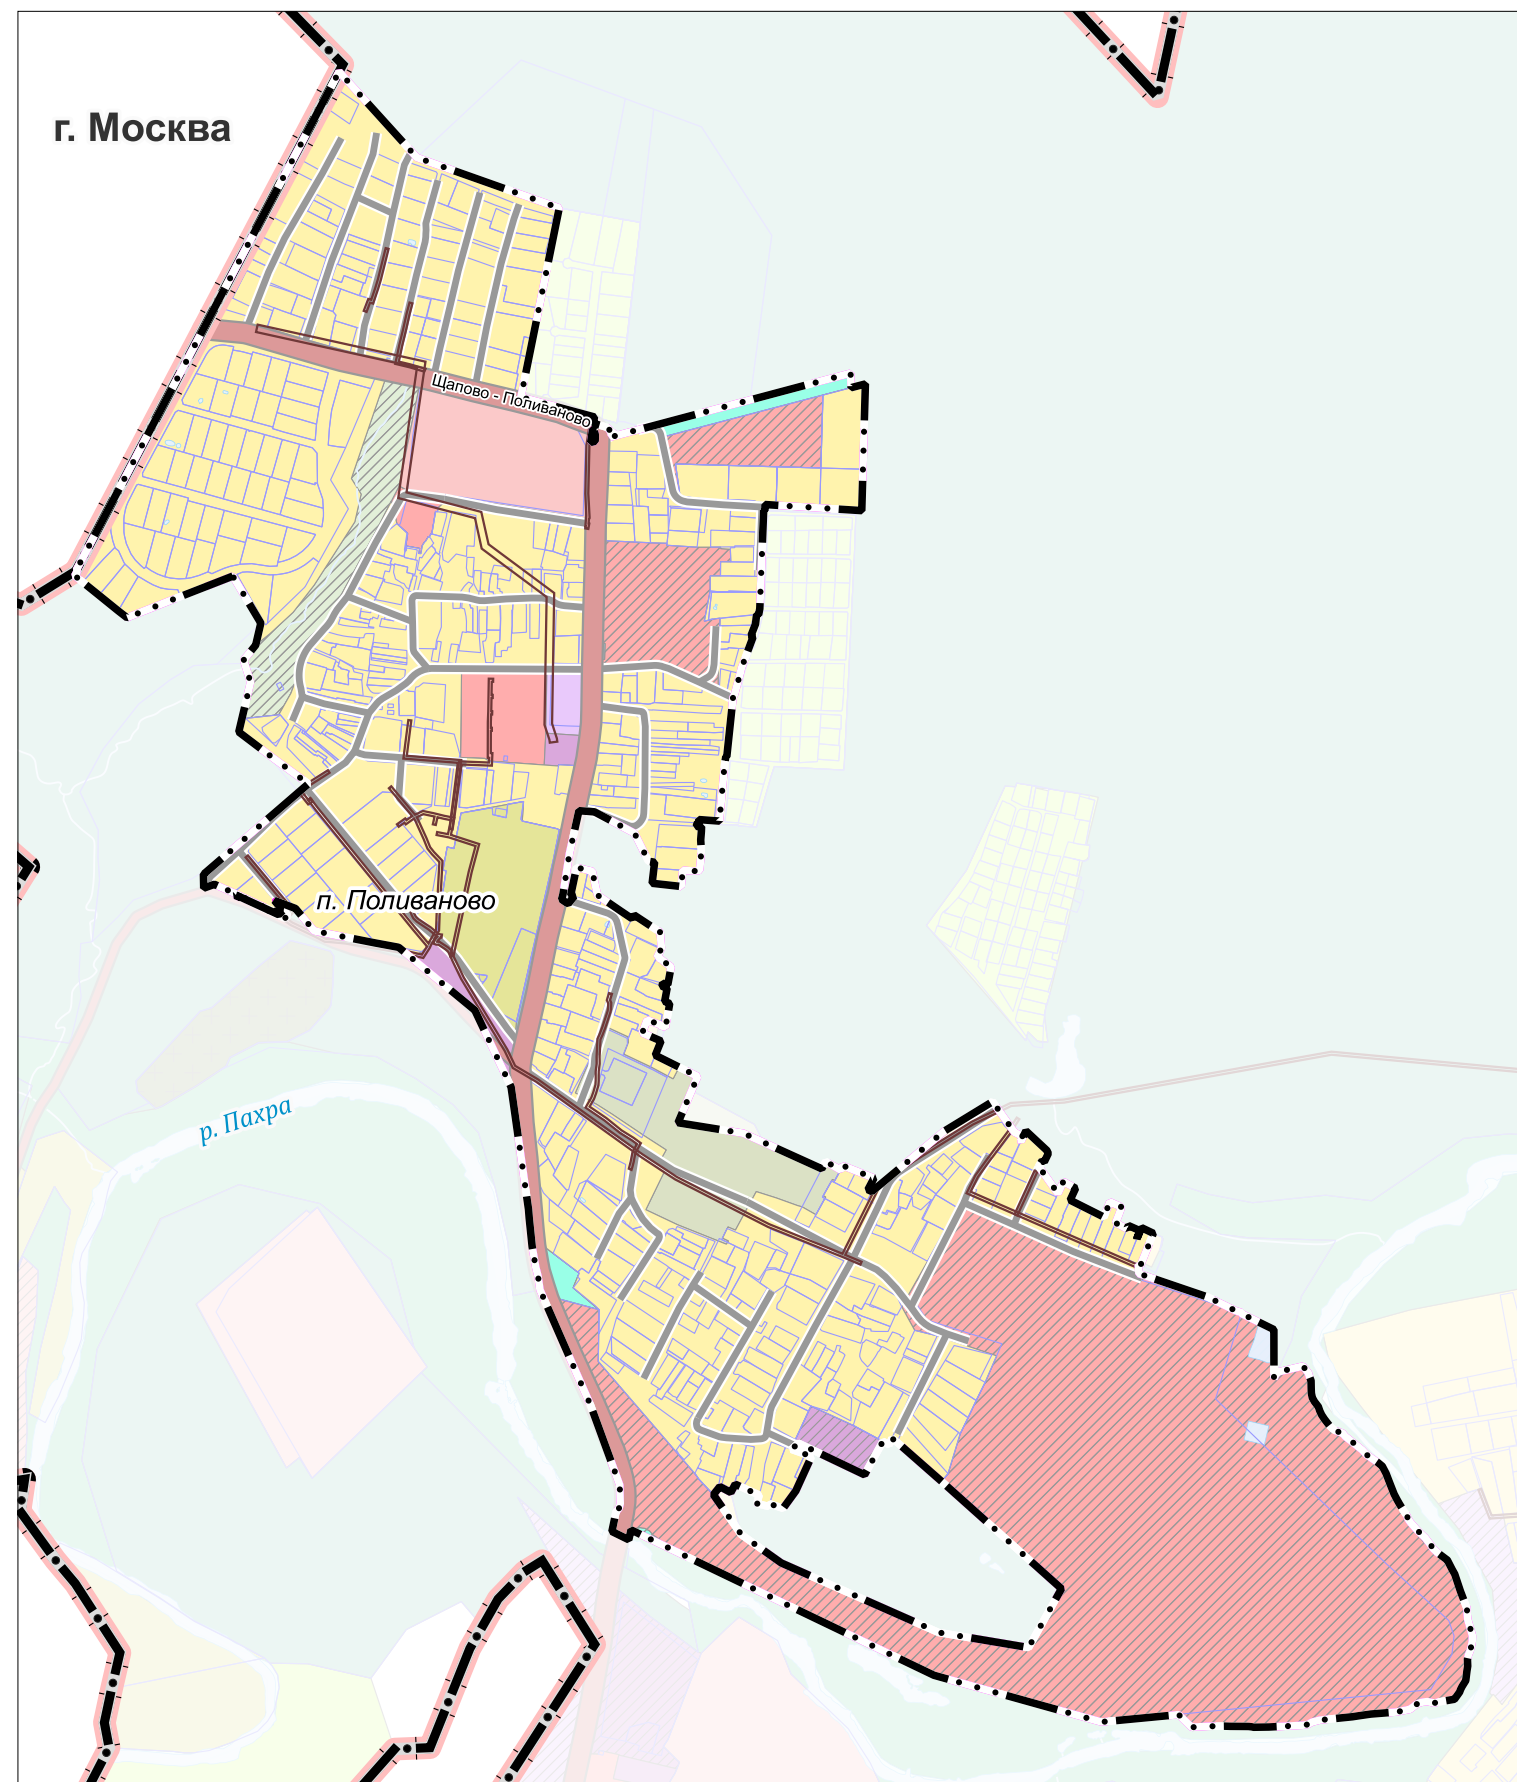 г. Москва
Щапово - Поливаново
п. Поливаново
р. Пахра